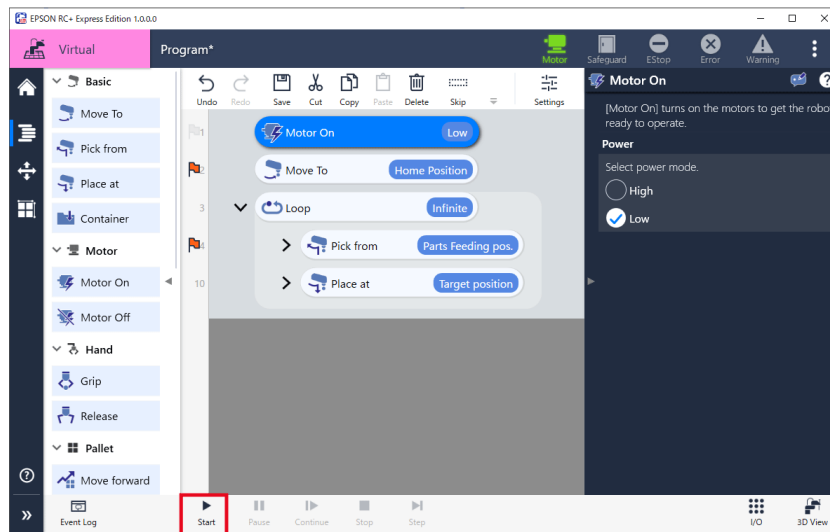 EPSON RC+ Express Edition 1.0.0.0
Virtual
Program*
Motor
Safeguard
EStop
Error
Warning
Basic
Move To
Pick from
Place at
Container
Motor
Motor On
Motor Off
Hand
Grip
Release
Pallet
Move forward
Undo
Redo
Save
Cut
Copy
Paste
Delete
Skip
Settings
1
Motor On
Low
2
Move To
Home Position
3
Loop
Infinite
4
Pick from
Parts Feeding pos.
10
Place at
Target position
Motor On
?
[Motor On] turns on the motors to get the robo
ready to operate.
Power
Select power mode.
High
Low
?
»
Event Log
Start
Pause
Continue
Stop
Step
I/O
3D View